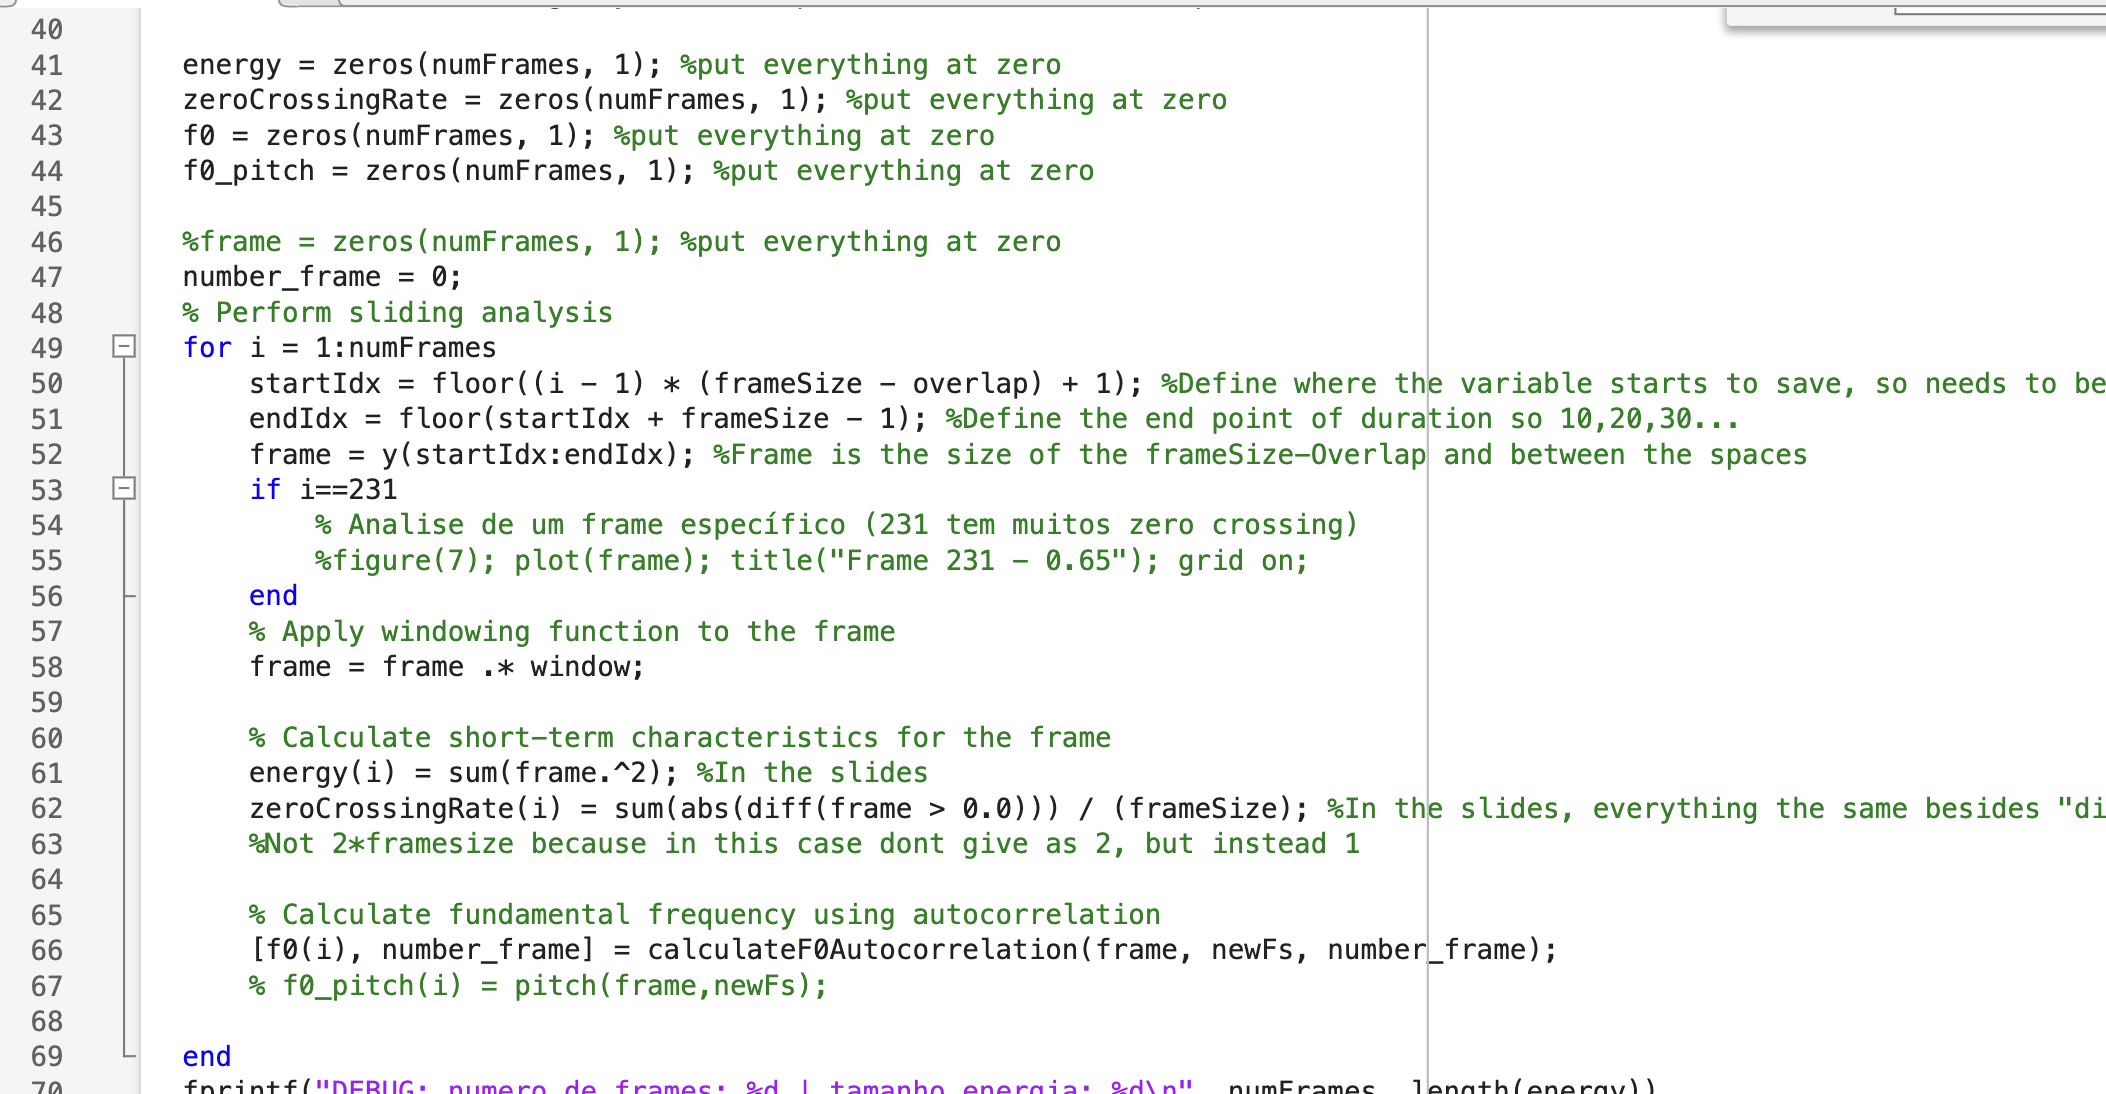 40
41 energy = zeros(numFrames, 1); %put everything at zero
42 zeroCrossingRate = zeros(numFrames, 1); %put everything at zero
43 f0 = zeros(numFrames, 1); %put everything at zero
44 f0_pitch = zeros(numFrames, 1); %put everything at zero
45
46 %frame = zeros(numFrames, 1); %put everything at zero
47 number_frame = 0;
48 % Perform sliding analysis
49 for i = 1:numFrames
50 startIdx = floor((i - 1) * (frameSize - overlap) + 1); %Define where the variable starts to save, so needs to be
51 endIdx = floor(startIdx + frameSize - 1); %Define the end point of duration so 10,20,30...
52 frame = y(startIdx:endIdx); %Frame is the size of the frameSize-Overlap and between the spaces
53 if i==231
54 % Analise de um frame específico (231 tem muitos zero crossing)
55 %figure(7); plot(frame); title("Frame 231 - 0.65"); grid on;
56 end
57 % Apply windowing function to the frame
58 frame = frame .* window;
59
60 % Calculate short-term characteristics for the frame
61 energy(i) = sum(frame.^2); %In the slides
62 zeroCrossingRate(i) = sum(abs(diff(frame > 0.0))) / (frameSize); %In the slides, everything the same besides "di
63 %Not 2*framesize because in this case dont give as 2, but instead 1
64
65 % Calculate fundamental frequency using autocorrelation
66 [f0(i), number_frame] = calculateF0Autocorrelation(frame, newFs, number_frame);
67 % f0_pitch(i) = pitch(frame,newFs);
68
69 end
70 fprintf("DEBUG: numero de frames: %d | tamanho energia: %d\n", numFrames, length(energy))